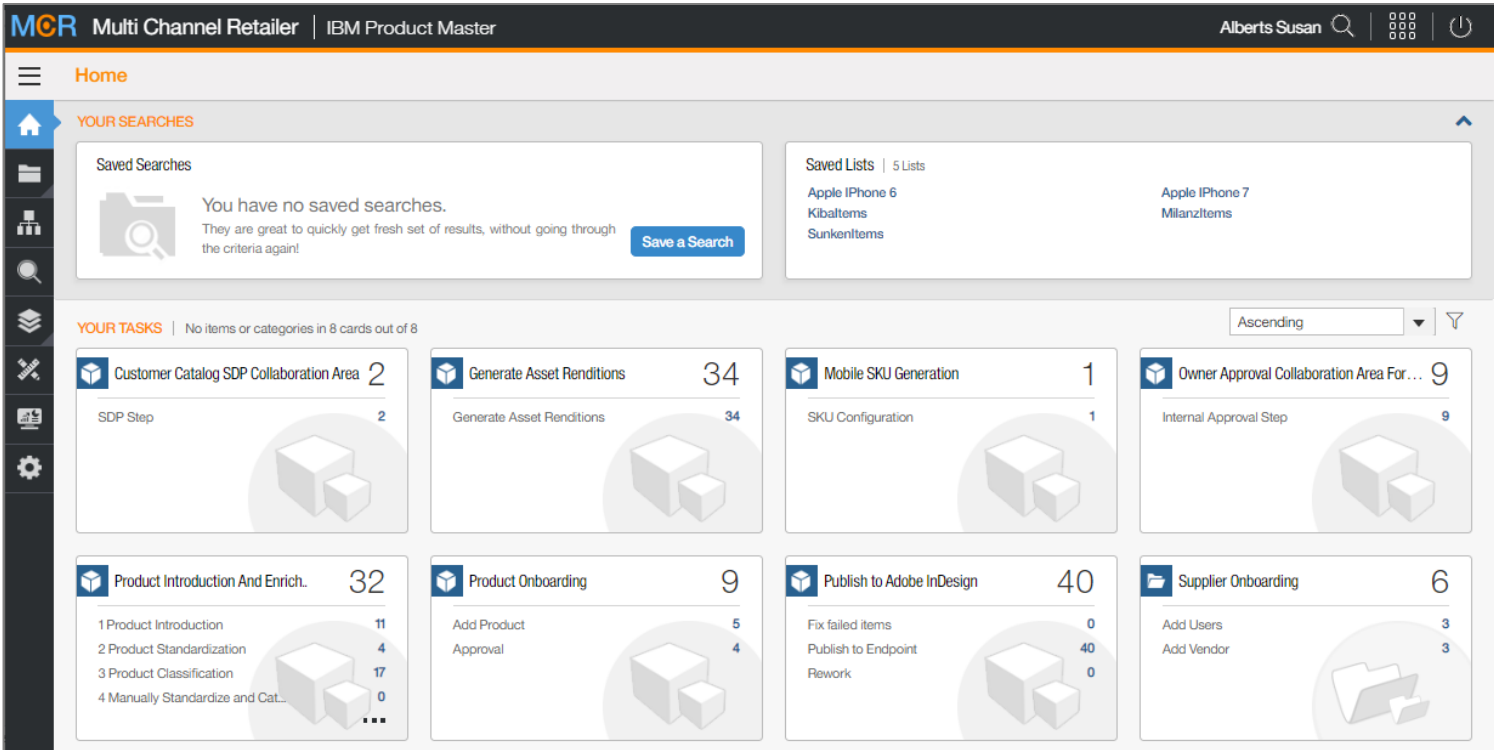 MCR Multi Channel Retailer | IBM Product Master
Alberts Susan
Home
YOUR SEARCHES
Saved Searches
You have no saved searches.
They are great to quickly get fresh set of results, without going through
the criteria again!
Save a Search
Saved Lists | 5 Lists
Apple IPhone 6
Apple IPhone 7
KibaItems
MilanzItems
SunkenItems
YOUR TASKS | No items or categories in 8 cards out of 8
Ascending
Customer Catalog SDP Collaboration Area 2
SDP Step 2
Generate Asset Renditions 34
Generate Asset Renditions 34
Mobile SKU Generation 1
SKU Configuration 1
Owner Approval Collaboration Area For... 9
Internal Approval Step 9
Product Introduction And Enrich.. 32
1 Product Introduction 11
2 Product Standardization 4
3 Product Classification 17
4 Manually Standardize and Cat... 0
...
Product Onboarding 9
Add Product 5
Approval 4
Publish to Adobe InDesign 40
Fix failed items 0
Publish to Endpoint 40
Rework 0
Supplier Onboarding 6
Add Users 3
Add Vendor 3